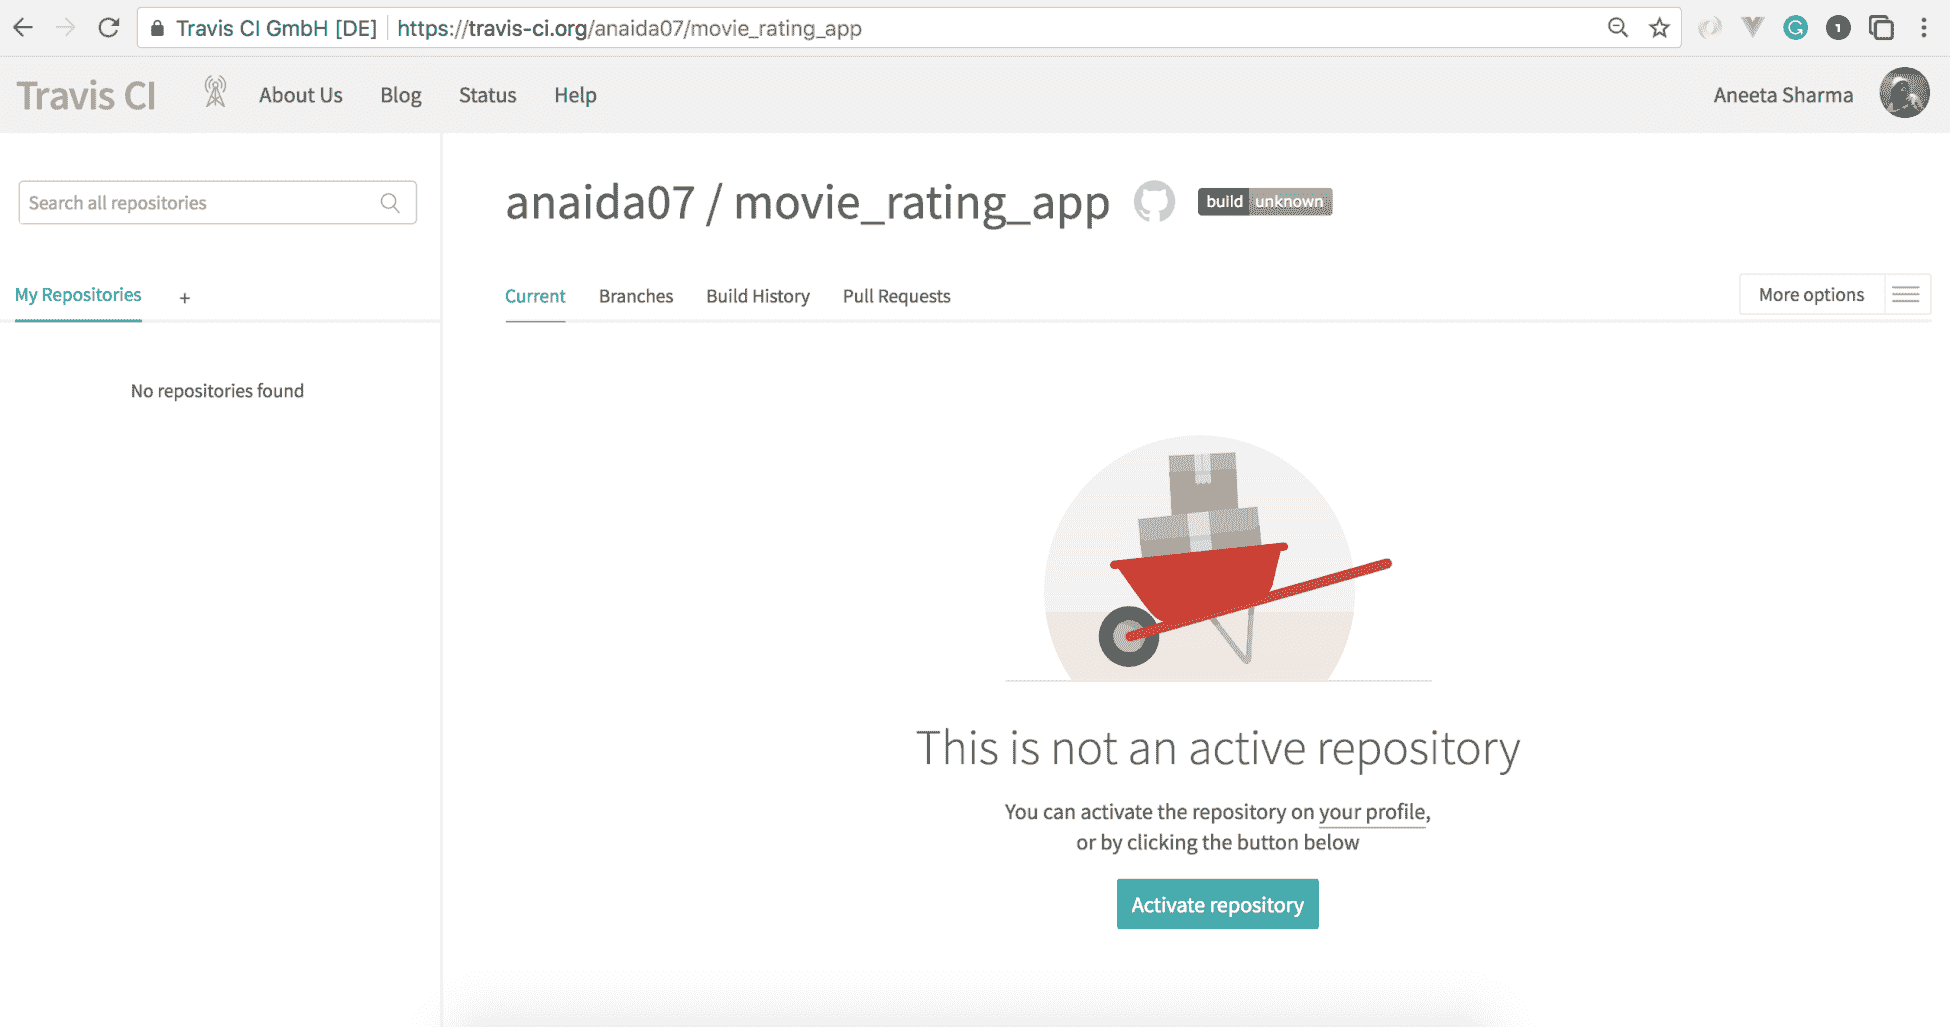 Travis CI GmbH [DE] https://travis-ci.org/anaida07/movie_rating_app
G 1
Travis CI About Us Blog Status Help Aneeta Sharma
Search all repositories
anaida07 / movie_rating_app build unknown
My Repositories +
Current Branches Build History Pull Requests More options
No repositories found
This is not an active repository
You can activate the repository on your profile,
or by clicking the button below
Activate repository